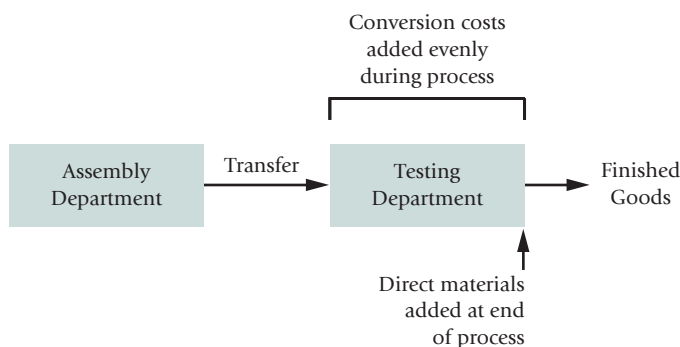 Conversion costs
added evenly
during process
Assembly
Department
Transfer
Testing
Department
Finished
Goods
Direct materials
added at end
of process